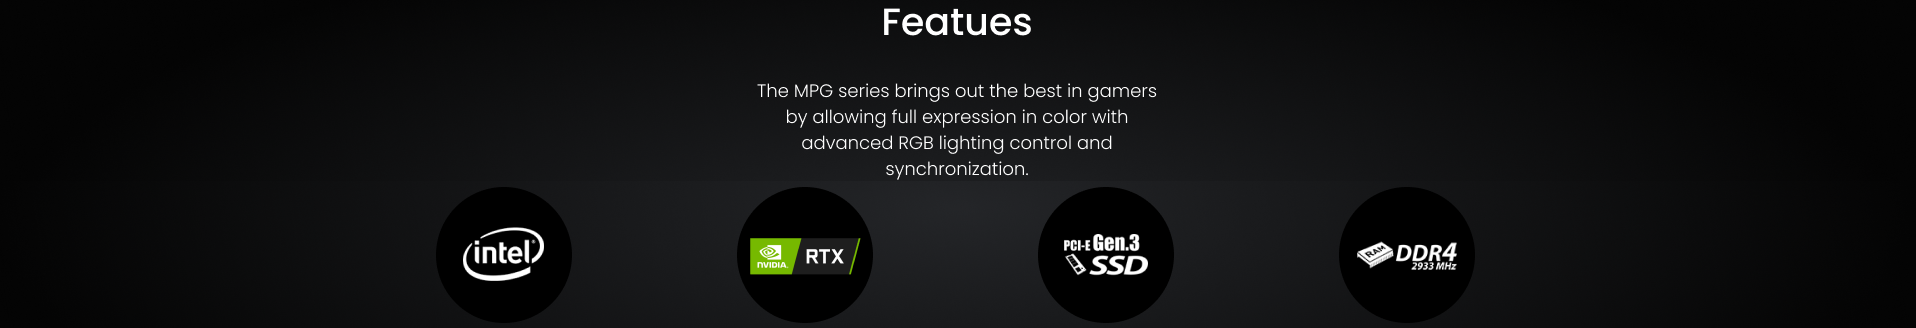 Featues
The MPG series brings out the best in gamers
by allowing full expression in color with
advanced RGB lighting control and
synchronization.
intel
NVIDIA. RTX
PCI-E Gen.3
SSD
RAM DDR4
2933 MHz